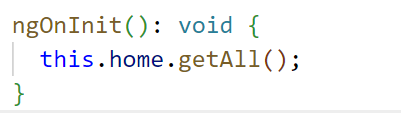 ngOnInit(): void {
  this.home.getAll();
}